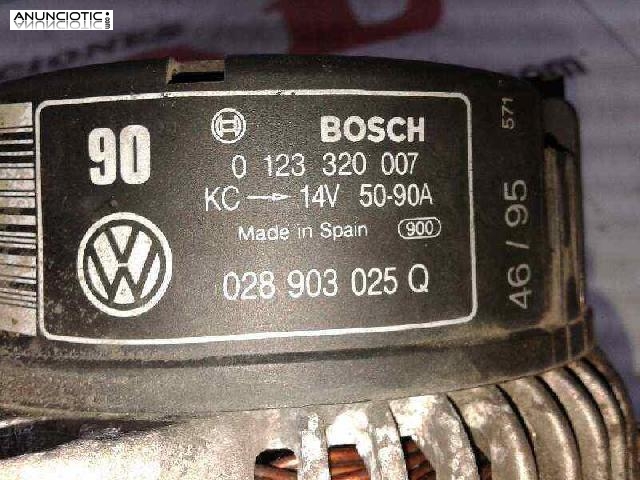 ANUNCIOTIC.com
90
BOSCH
0 123 320 007
KC → 14V 50-90A
Made in Spain 900
028 903 025 Q
46 / 95
571